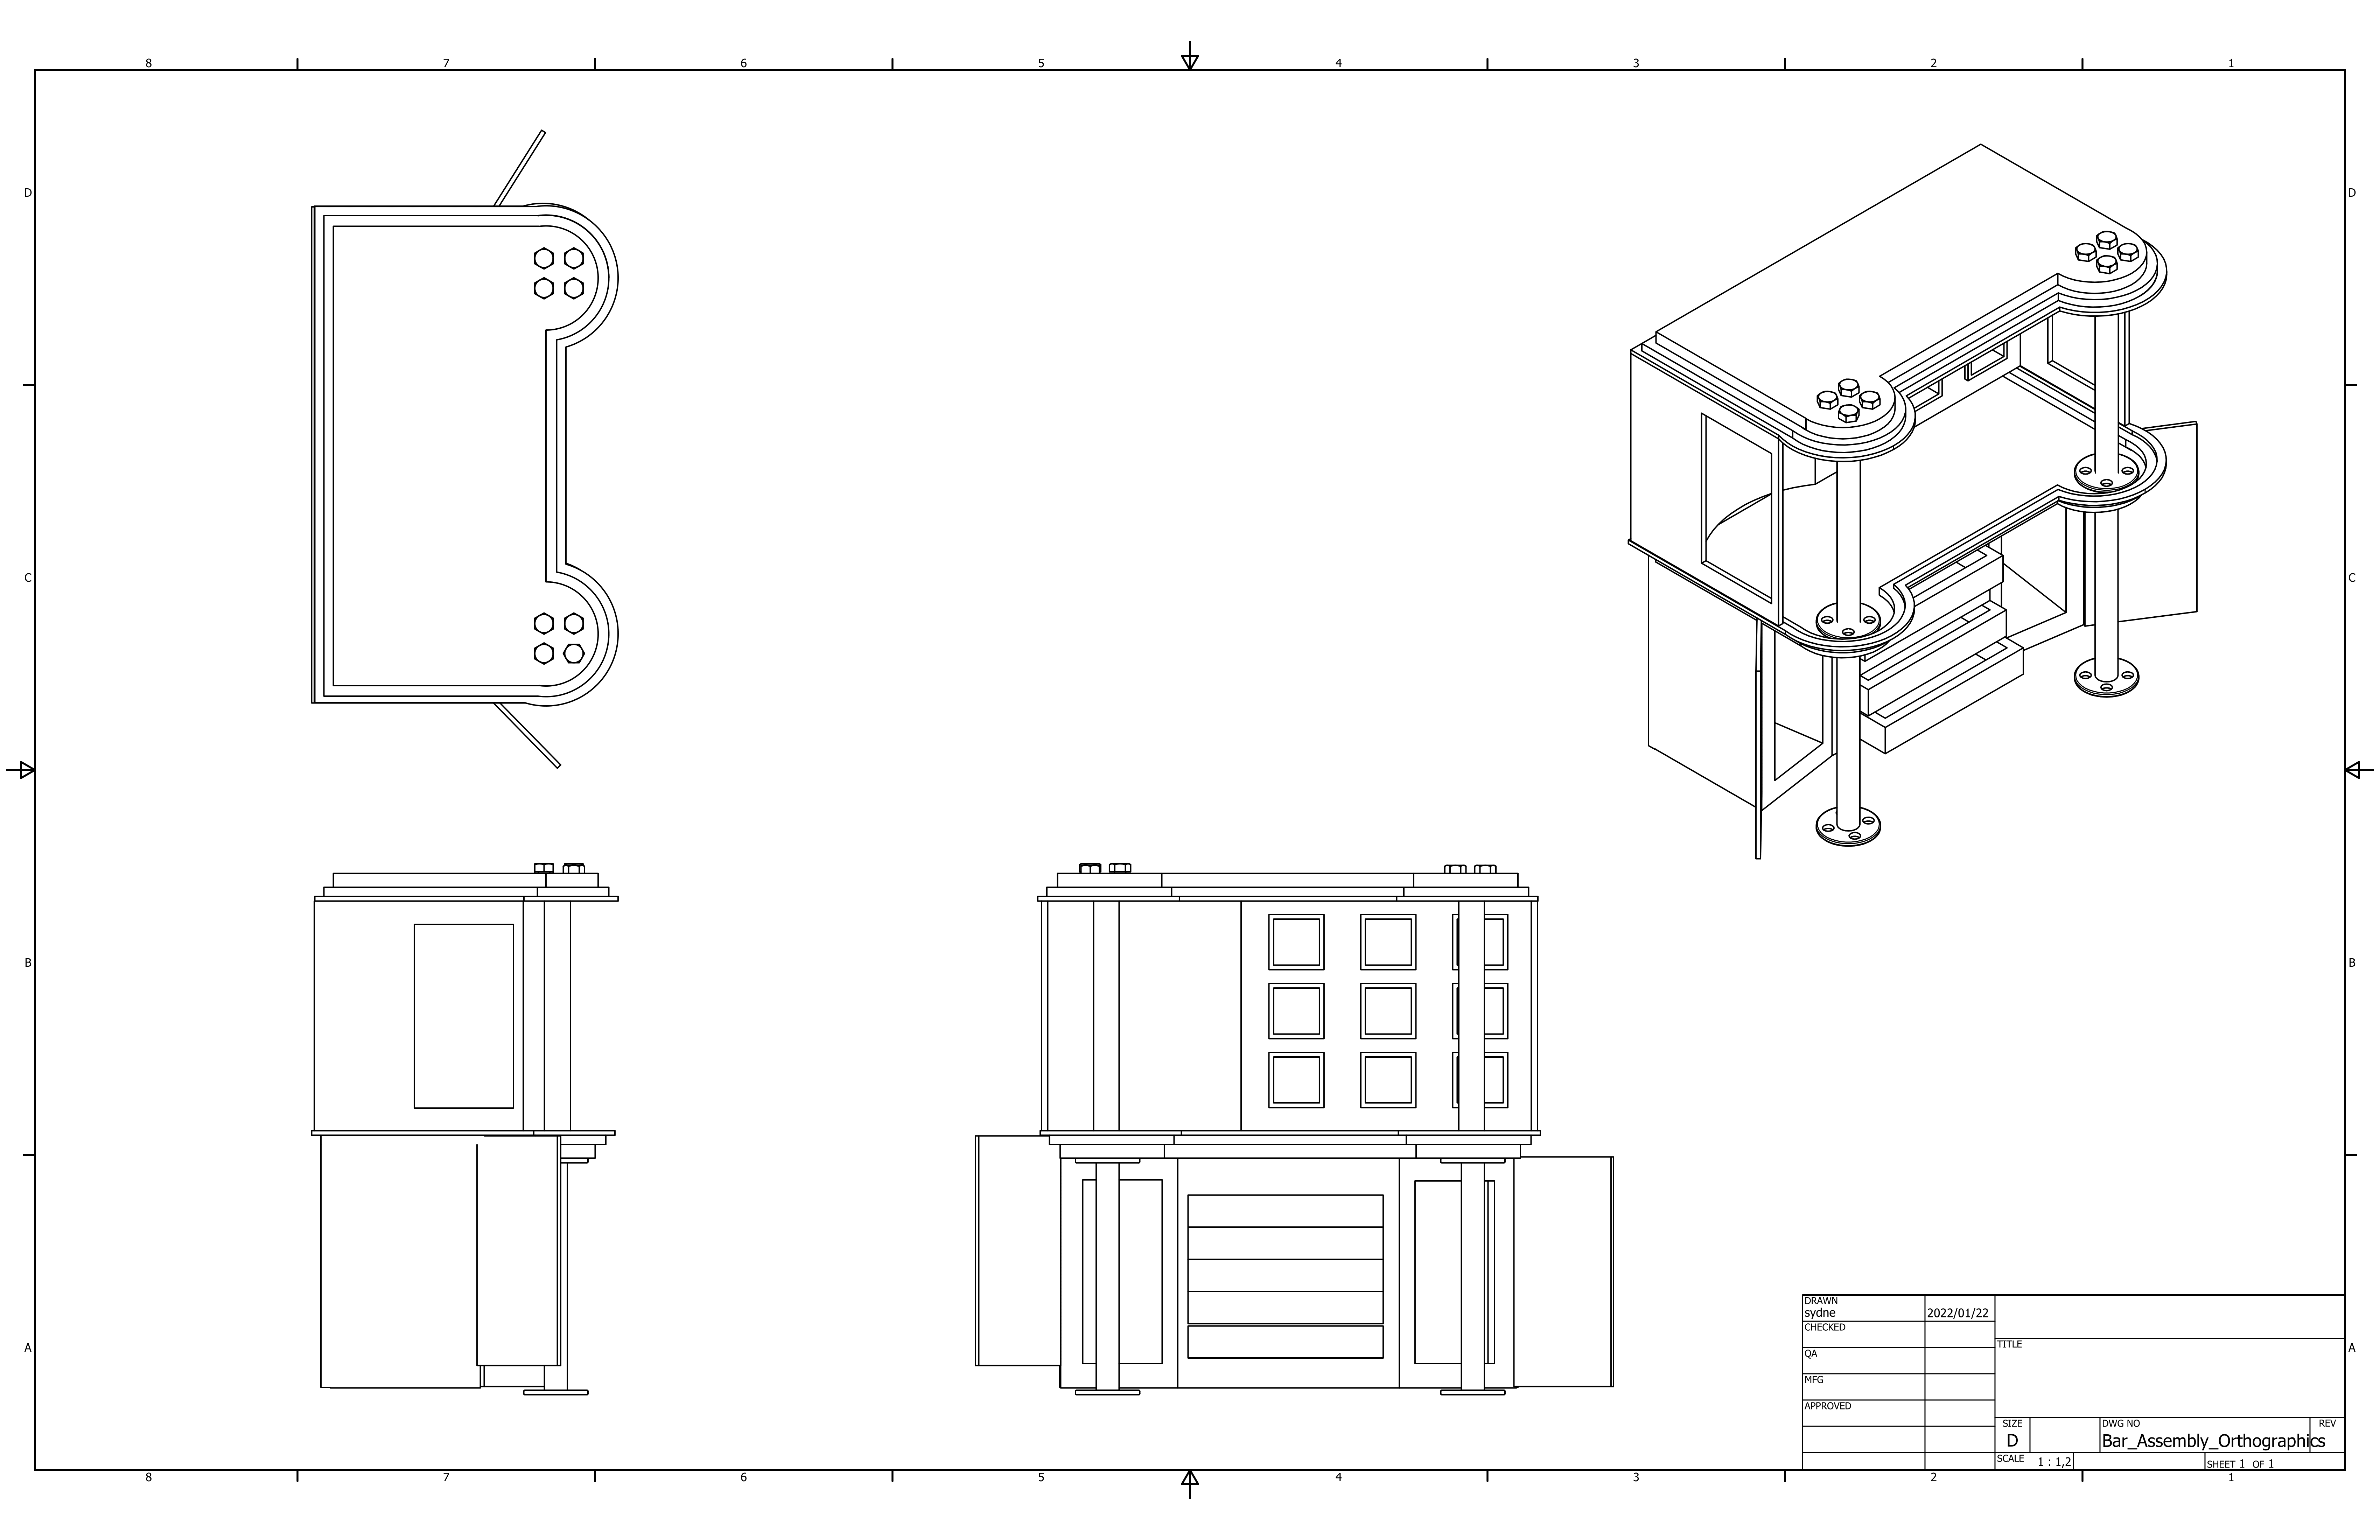 8 7 6 5 4 3 2 1
D D
C C
B B
A A
DRAWN
sydne 2022/01/22
CHECKED
QA
MFG
APPROVED
TITLE
SIZE
D
DWG NO
Bar_Assembly_Orthographics
REV
SCALE 1 : 1,2
SHEET 1 OF 1
8 7 6 5 4 3 2 1